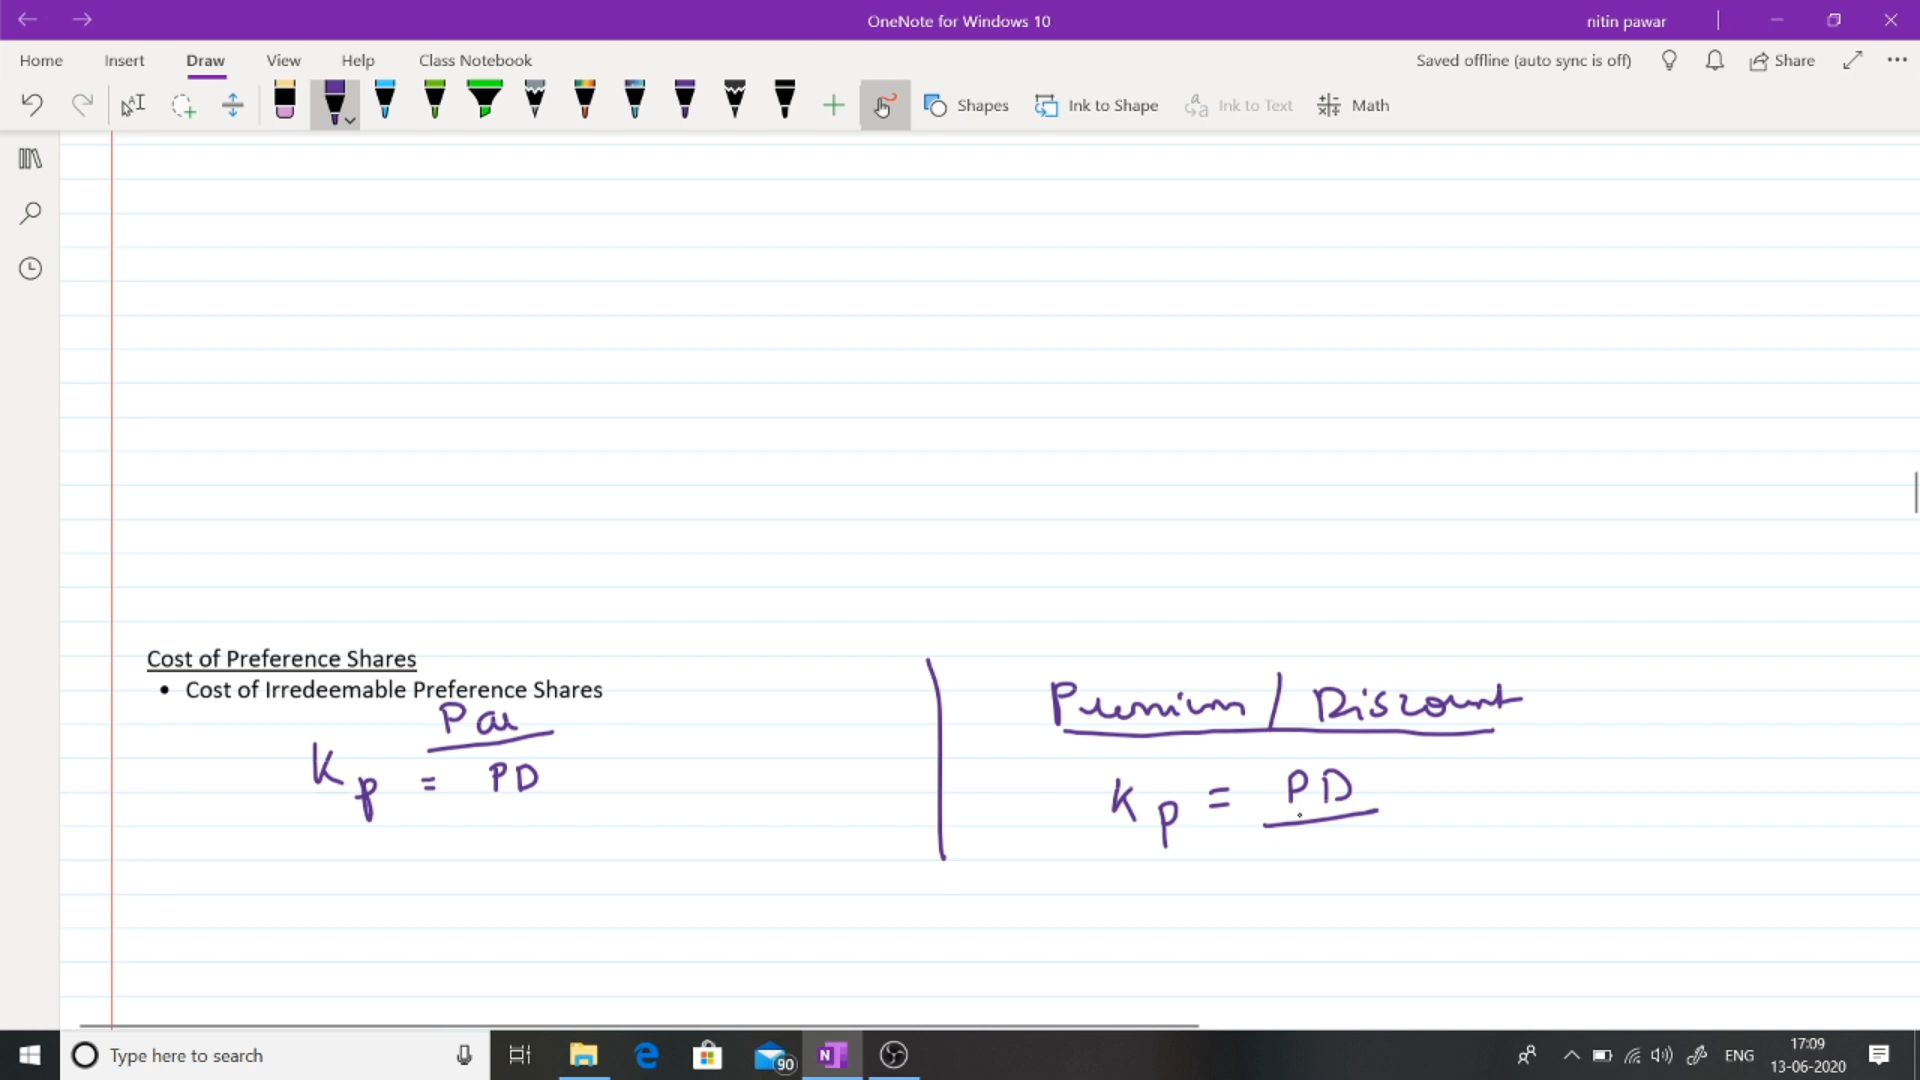 OneNote for Windows 10
nitin pawar
Home Insert Draw View Help Class Notebook
Saved offline (auto sync is off) Share
Shapes Ink to Shape Ink to Text Math
Cost of Preference Shares
• Cost of Irredeemable Preference Shares
Par
Kp = PD
Premium / Discount
Kp = PD
Type here to search
90
N
ENG
17:09
13-06-2020